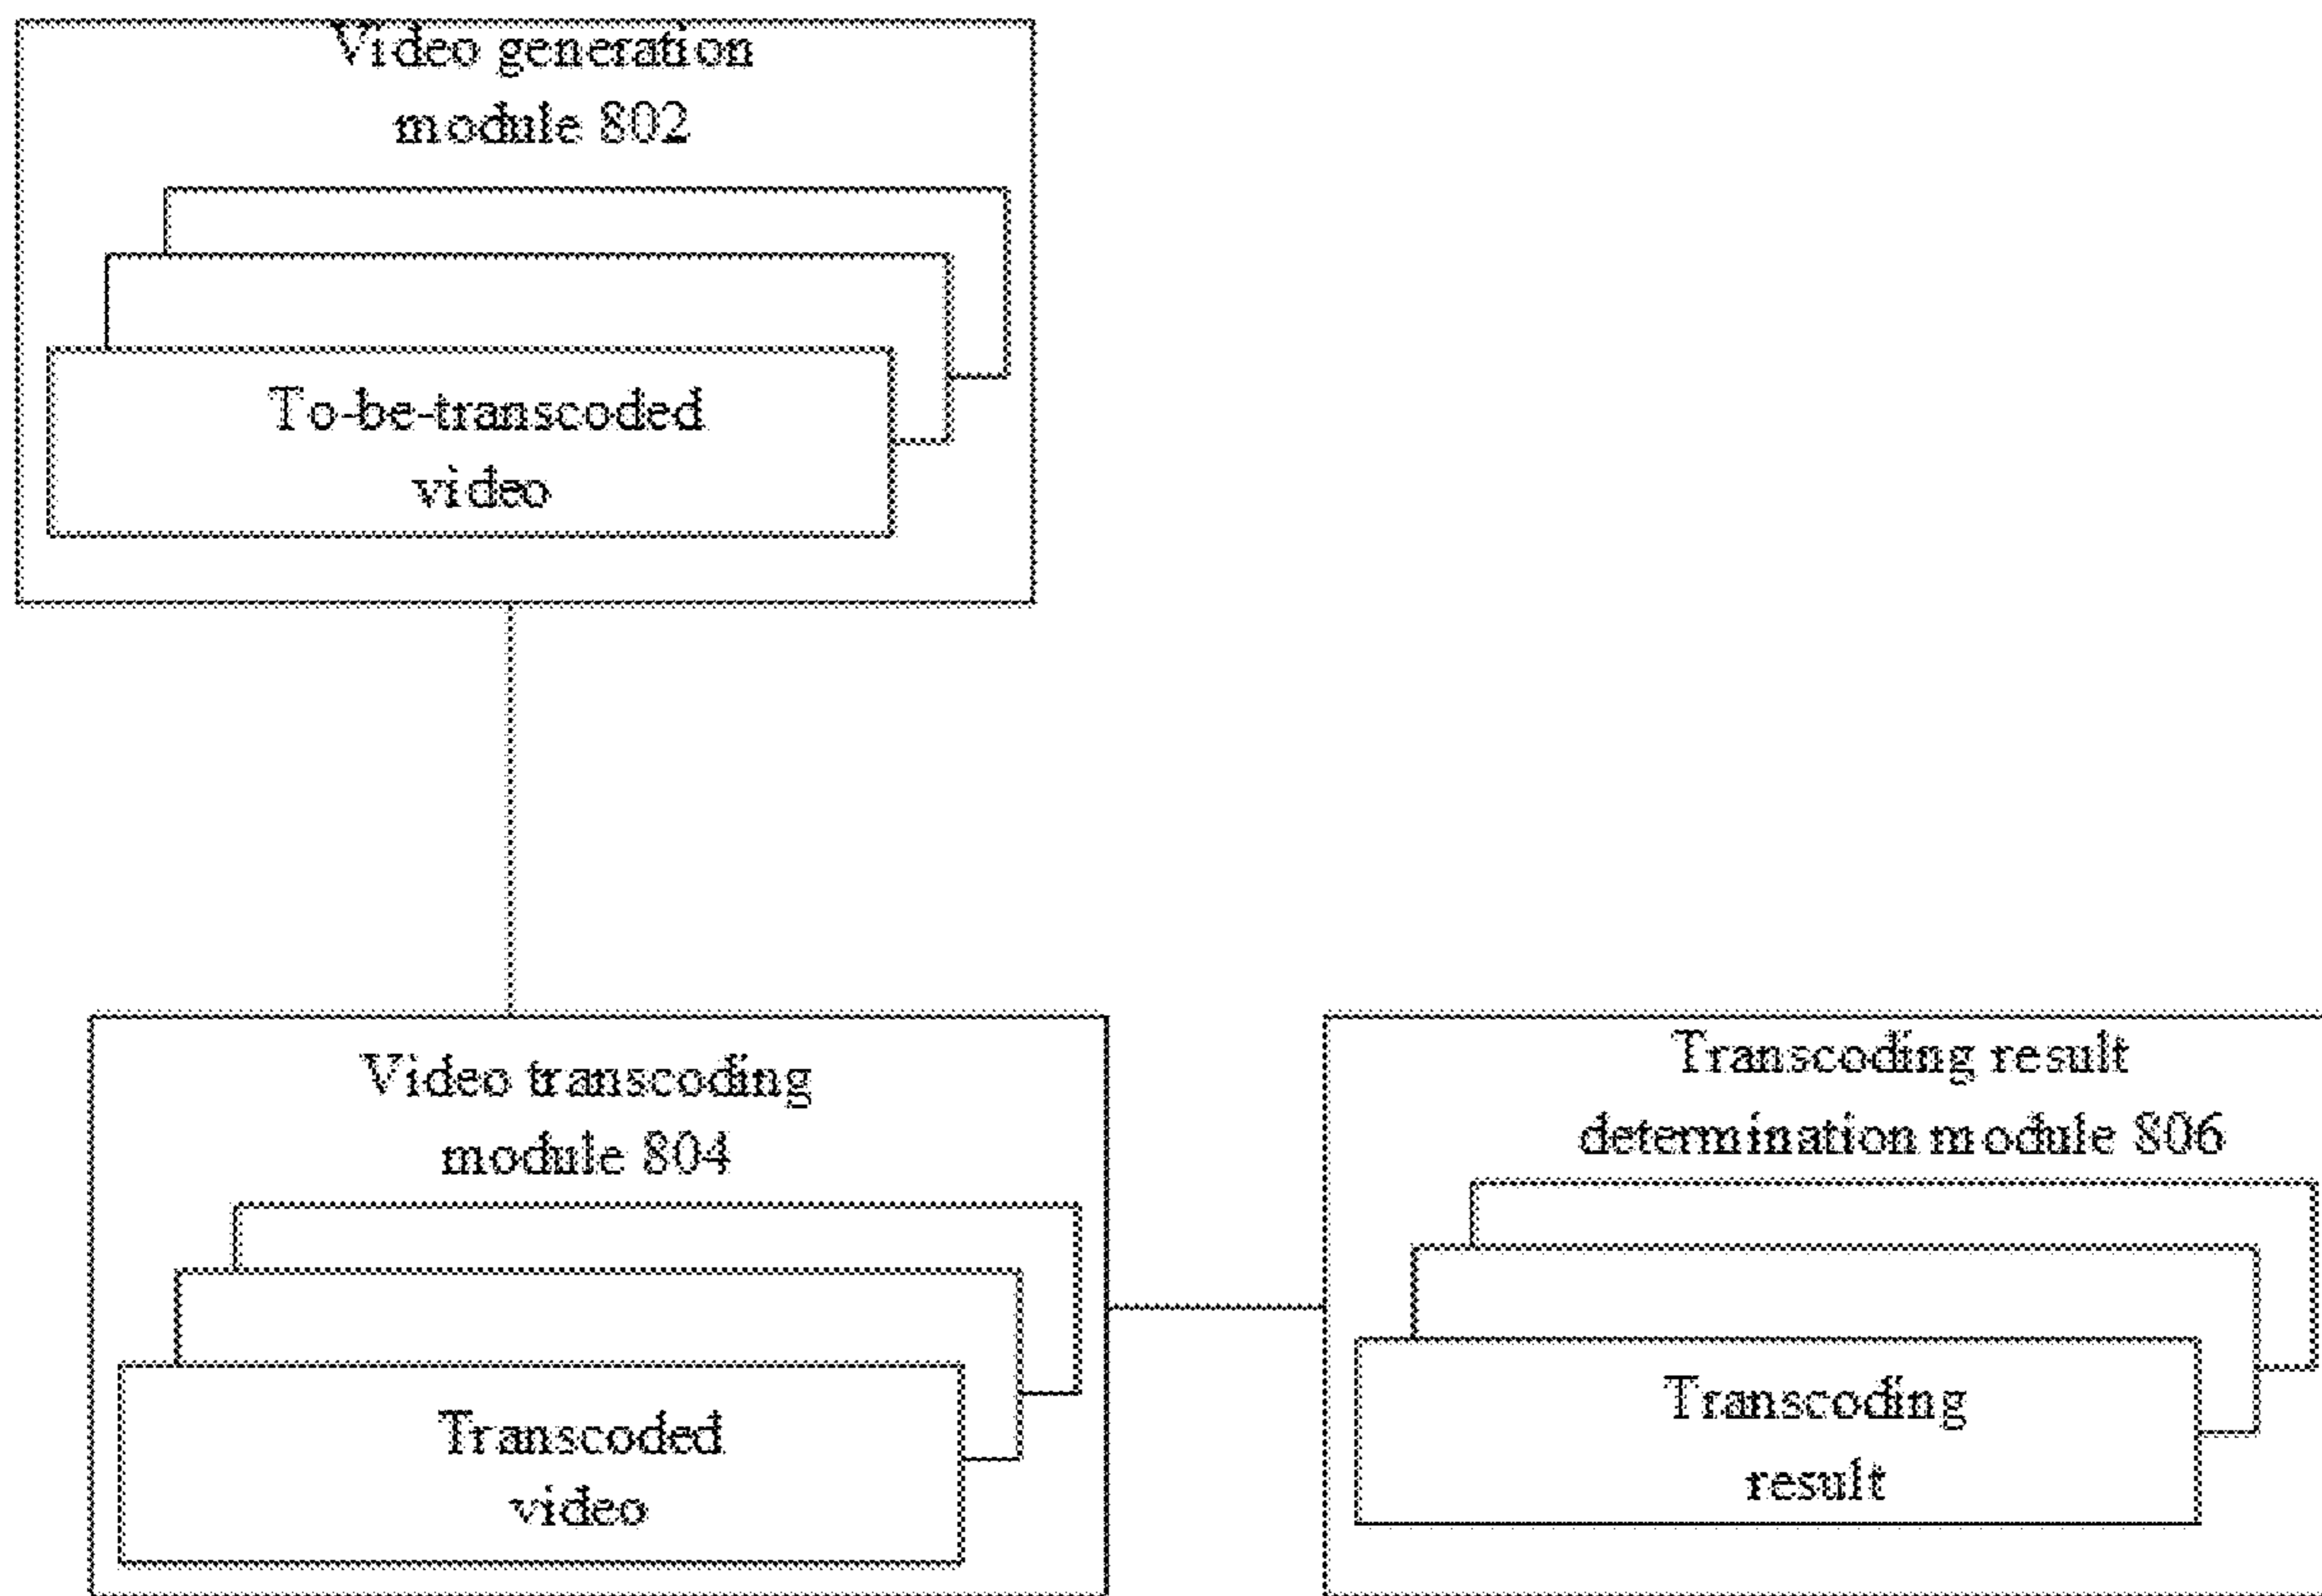 Video generation
module 802
To-be-transcoded
video
Video transcoding
module 804
Transcoded
video
Transcoding result
determination module 806
Transcoding
result